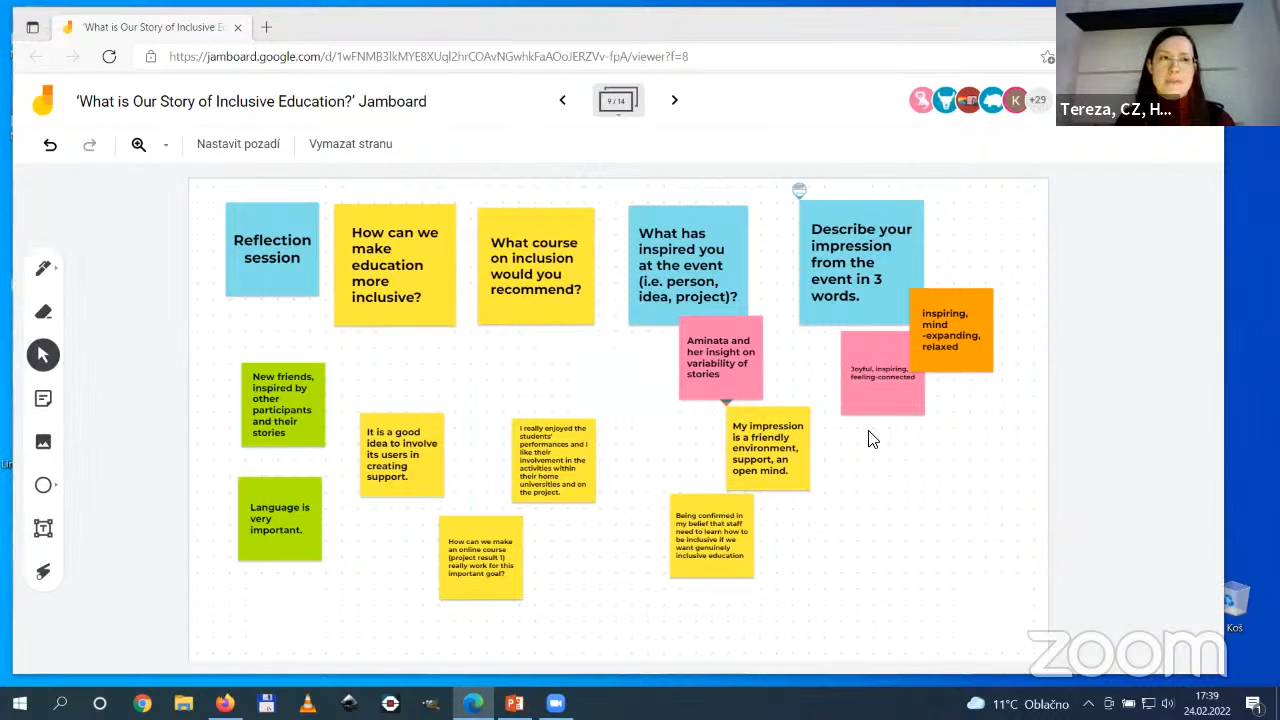 'What is Our Story of Inclusive Ec
https://jamboard.google.com/d/1wFNMB3lkMYE8XUql2hrCOAvNGwhkFaAOoJERZVv-fpA/viewer?f=8
'What is Our Story of Inclusive Education?' Jamboard
9 / 14
K
+29
Tereza, CZ, H...
Nastavit pozadí
Vymazat stranu
Reflection
session
How can we
make
education
more
inclusive?
What course
on inclusion
would you
recommend?
What has
inspired you
at the event
(i.e. person,
idea, project)?
Describe your
impression
from the
event in 3
words.
inspiring,
mind
-expanding,
relaxed
Aminata and
her insight on
variability of
stories
Joyful, inspiring,
feeling-connected
New friends,
inspired by
other
participants
and their
stories
It is a good
idea to involve
its users in
creating
support.
I really enjoyed the
students'
performances and I
like their
involvement in the
activities within
their home
universities and on
the project.
My impression
is a friendly
environment,
support, an
open mind.
Language is
very
important.
How can we make
an online course
(project result 1)
really work for this
important goal?
Being confirmed in
my belief that staff
need to learn how to
be inclusive if we
want genuinely
inclusive education
Koš
zoom
11°C Oblačno
17:39
24.02.2022
1